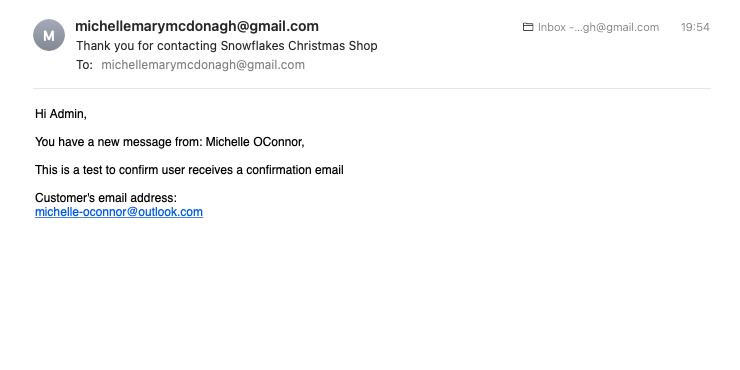 M
michellemarymcdonagh@gmail.com
Inbox -...gh@gmail.com
19:54
Thank you for contacting Snowflakes Christmas Shop
To: michellemarymcdonagh@gmail.com
Hi Admin,
You have a new message from: Michelle OConnor,
This is a test to confirm user receives a confirmation email
Customer's email address:
michelle-oconnor@outlook.com